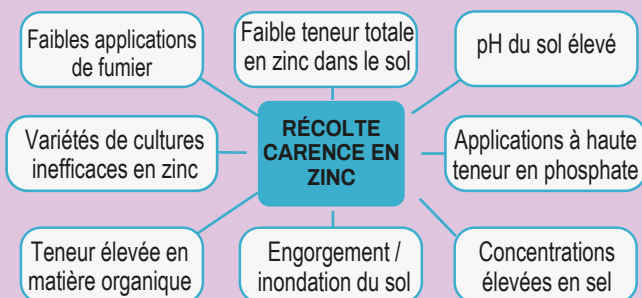 Faibles applications
de fumier
Faible teneur totale
en zinc dans le sol
pH du sol élevé
Variétés de cultures
inefficaces en zinc
RÉCOLTE
CARENCE EN
ZINC
Applications à haute
teneur en phosphate
Teneur élevée en
matière organique
Engorgement /
inondation du sol
Concentrations
élevées en sel